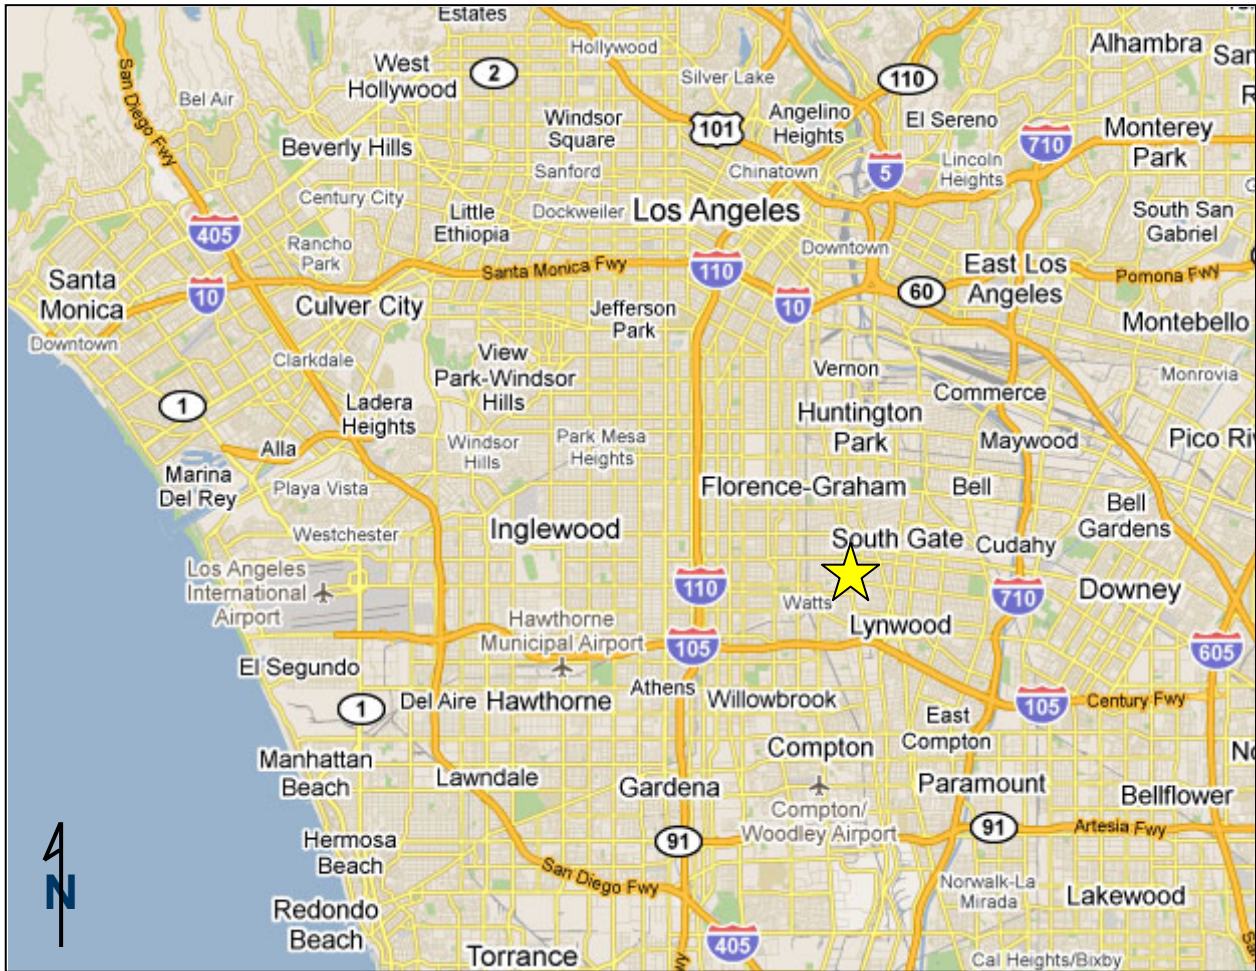 Estates
Hollywood
Alhambra
San
West
Hollywood
2
Silver Lake
110
San Diego Fwy
Bel Air
Windsor
Square
101
Angelino
Heights
El Sereno
Monterey
Park
710
Beverly Hills
Sanford
Chinatown
5
Lincoln
Heights
Century City
Little
Ethiopia
Dockweiler
Los Angeles
South San
Gabriel
405
Rancho
Park
Downtown
Santa
Monica
10
Santa Monica Fwy
110
East Los
Angeles
Pomona Fwy
Culver City
Jefferson
Park
10
60
Montebello
Downtown
Clarkdale
View
Park-Windsor
Hills
Vernon
Monrovia
1
Ladera
Heights
Commerce
Huntington
Park
Alla
Windsor
Hills
Park Mesa
Heights
Maywood
Pico Ri
Marina
Del Rey
Playa Vista
Florence-Graham
Bell
Bell
Gardens
Westchester
Inglewood
South Gate
Cudahy
Los Angeles
International
Airport
110
Watts
710
Downey
Hawthorne
Municipal Airport
105
Lynwood
605
El Segundo
1
Del Aire
Hawthorne
Athens
Willowbrook
105
Century Fwy
East
Compton
Manhattan
Beach
Lawndale
Compton
No
Gardena
Paramount
Bellflower
Compton/
Woodley Airport
Hermosa
Beach
91
91
Artesia Fwy
San Diego Fwy
N
Norwalk-La
Mirada
Lakewood
Redondo
Beach
Torrance
405
Cal Heights/Bixby